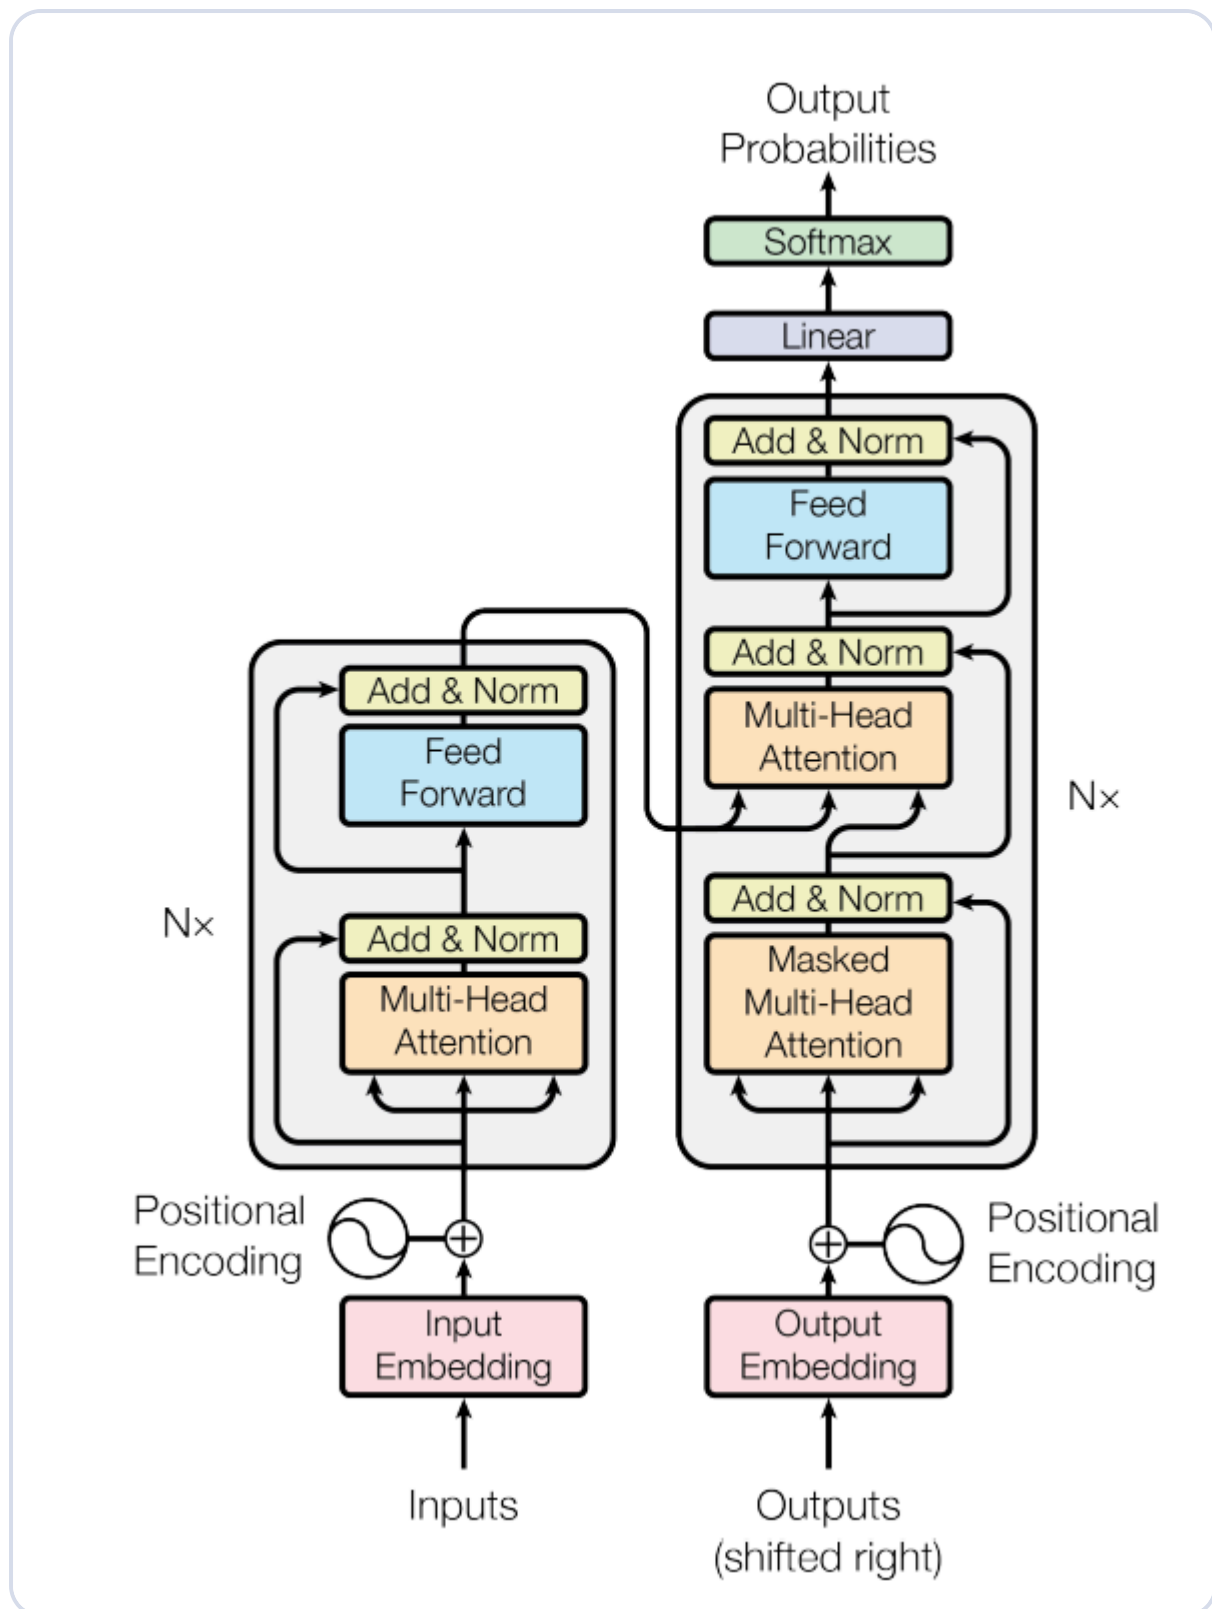 Output
Probabilities
Softmax
Linear
Add & Norm
Feed
Forward
Add & Norm
Multi-Head
Attention
Add & Norm
Masked
Multi-Head
Attention
N×
Positional
Encoding
Output
Embedding
Outputs
(shifted right)
Add & Norm
Feed
Forward
Add & Norm
Multi-Head
Attention
N×
Positional
Encoding
Input
Embedding
Inputs